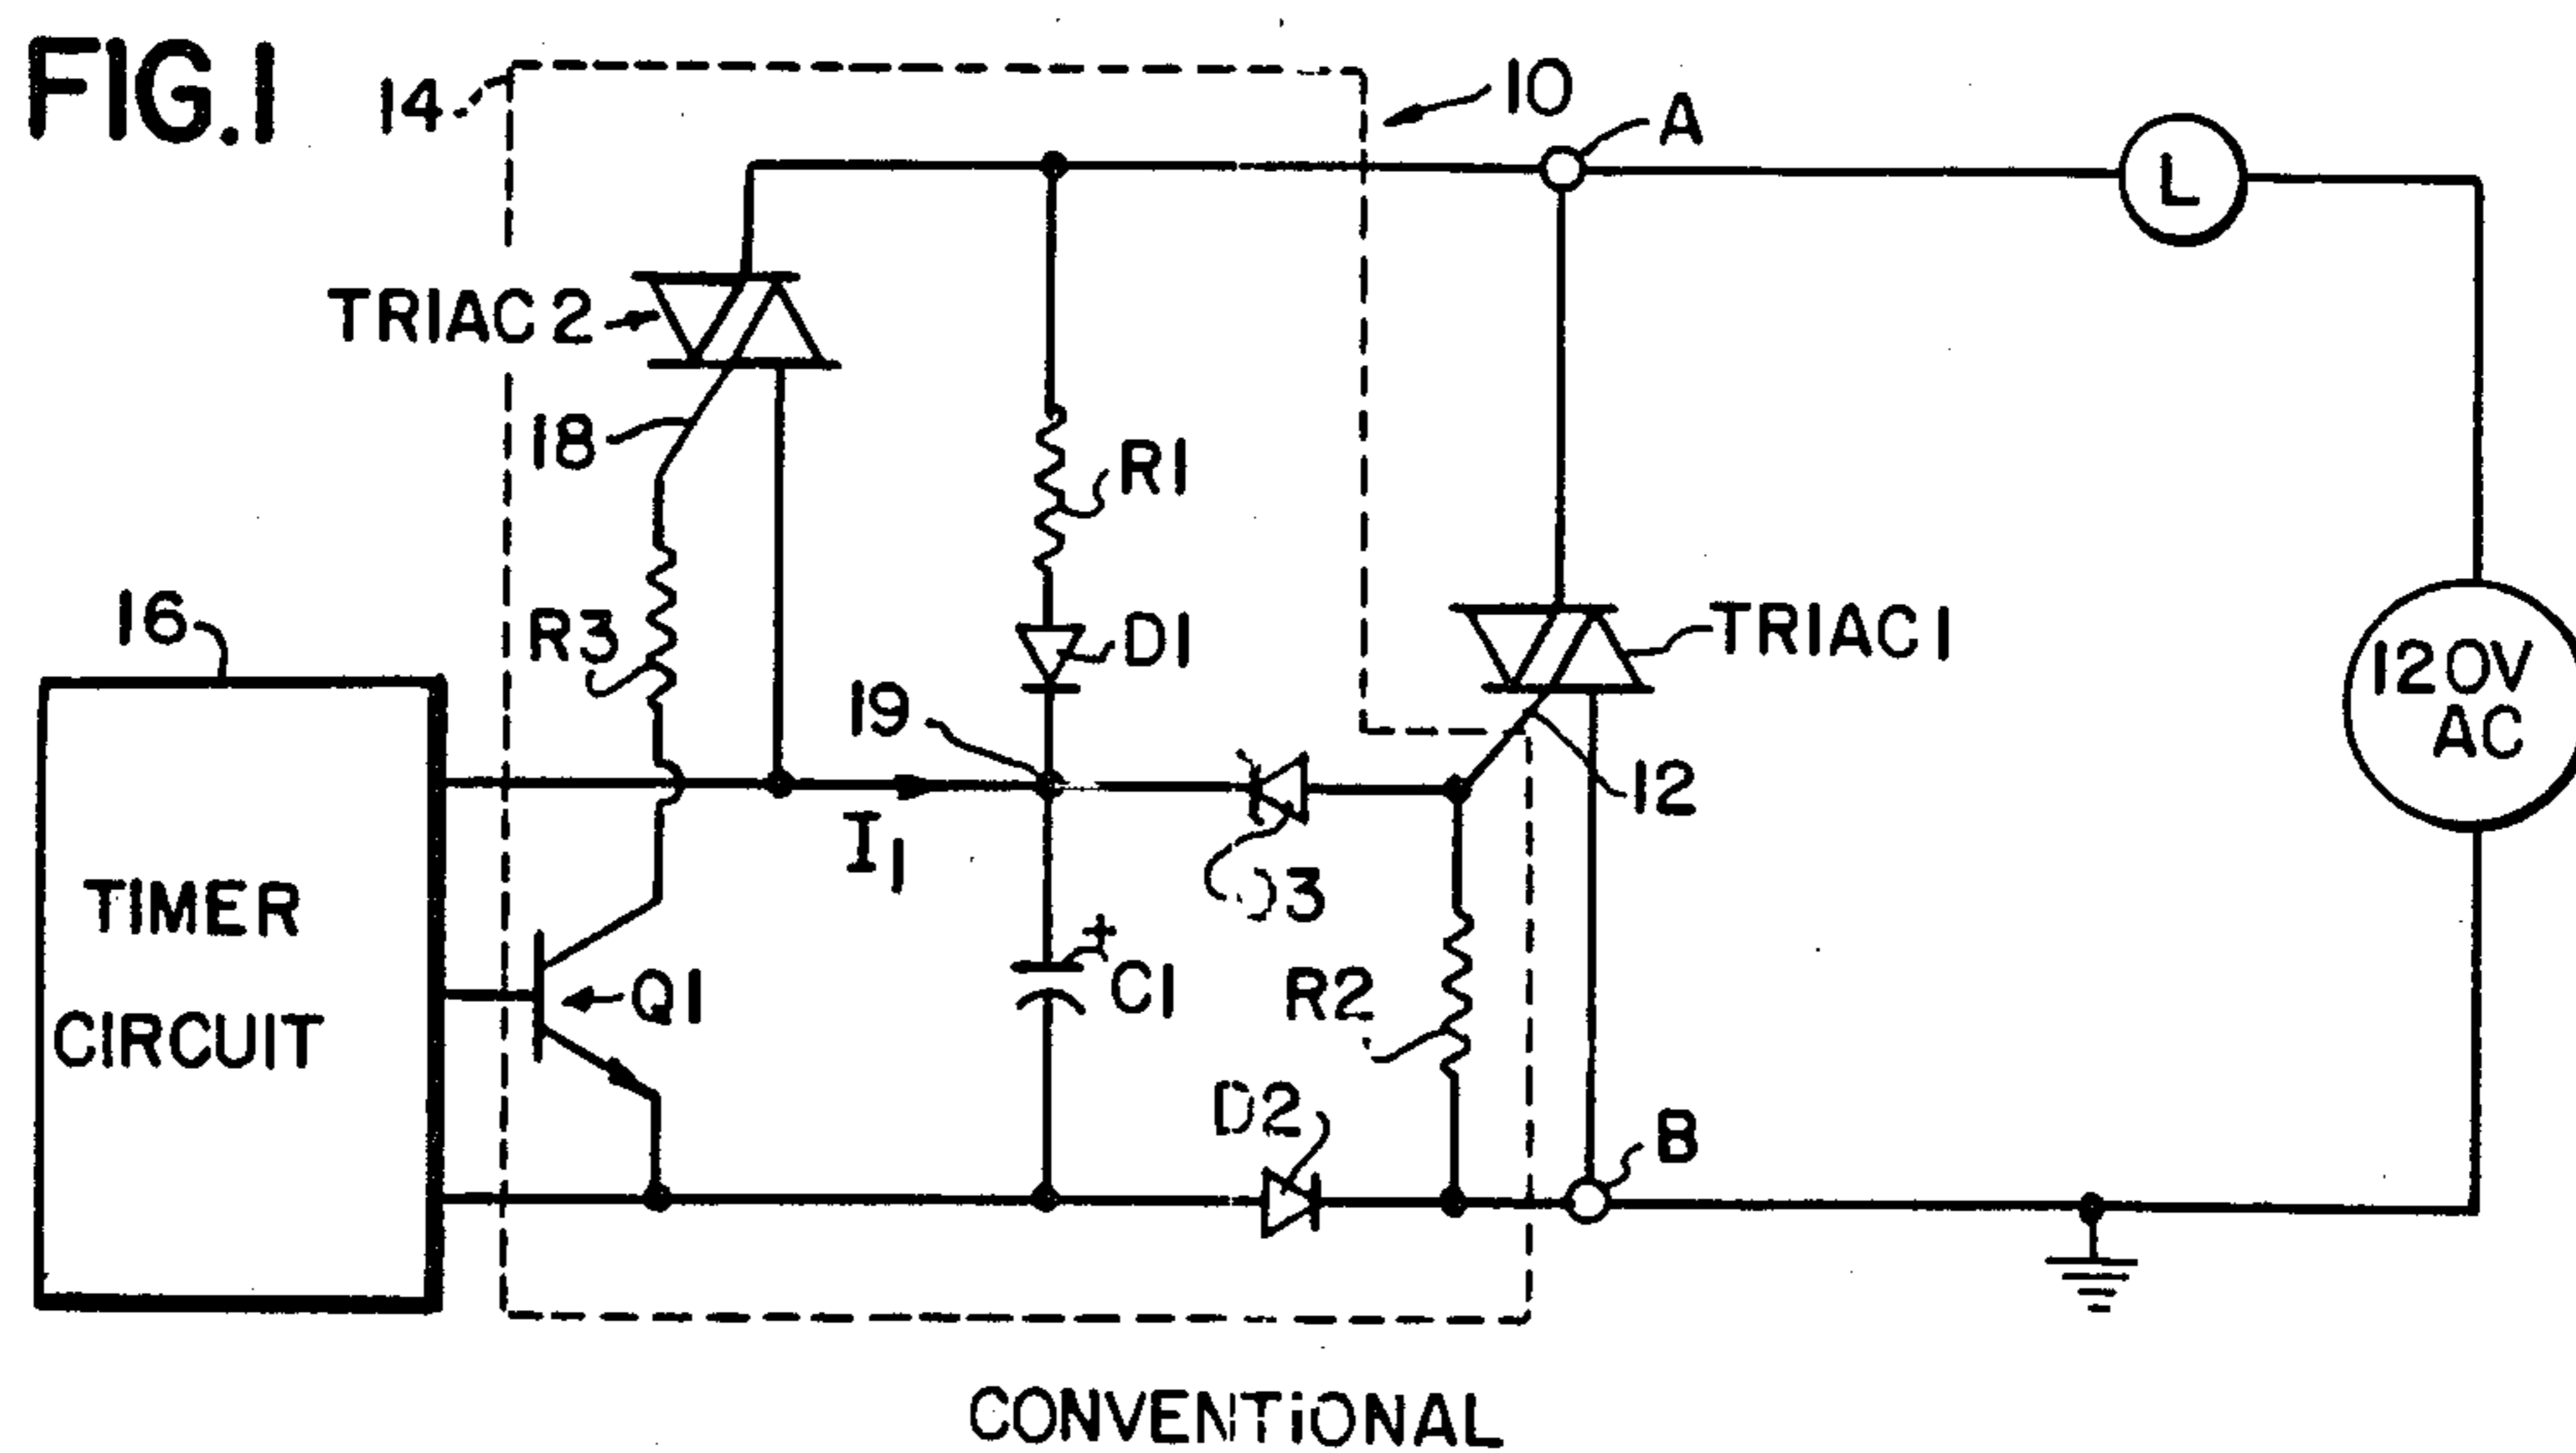 FIG.1
14
10
A
L
TRIAC 2
18
R1
R3
D1
TRIAC 1
16
19
12
120V
AC
I1
D3
TIMER
CIRCUIT
Q1
+
C1
R2
D2
B
CONVENTIONAL